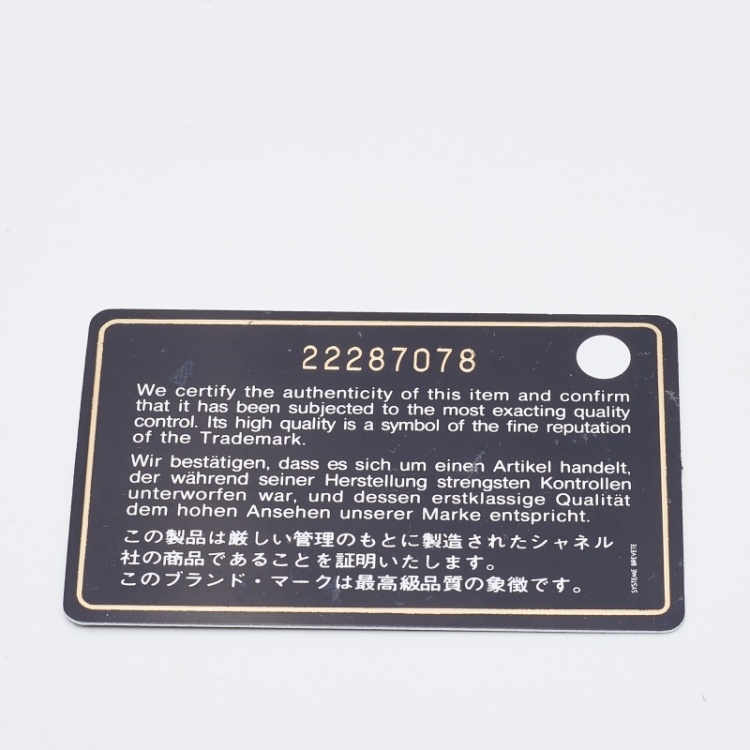 22287078
We certify the authenticity of this item and confirm
that it has been subjected to the most exacting quality
control. Its high quality is a symbol of the fine reputation
of the Trademark.
Wir bestätigen, dass es sich um einen Artikel handelt,
der während seiner Herstellung strengsten Kontrollen
unterworfen war, und dessen erstklassige Qualität
dem hohen Ansehen unserer Marke entspricht.
この製品は厳しい管理のもとに製造されたシャネル
社の商品であることを証明いたします。
このブランド・マークは最高級品質の象徴です。
SYSTEME BREVETE